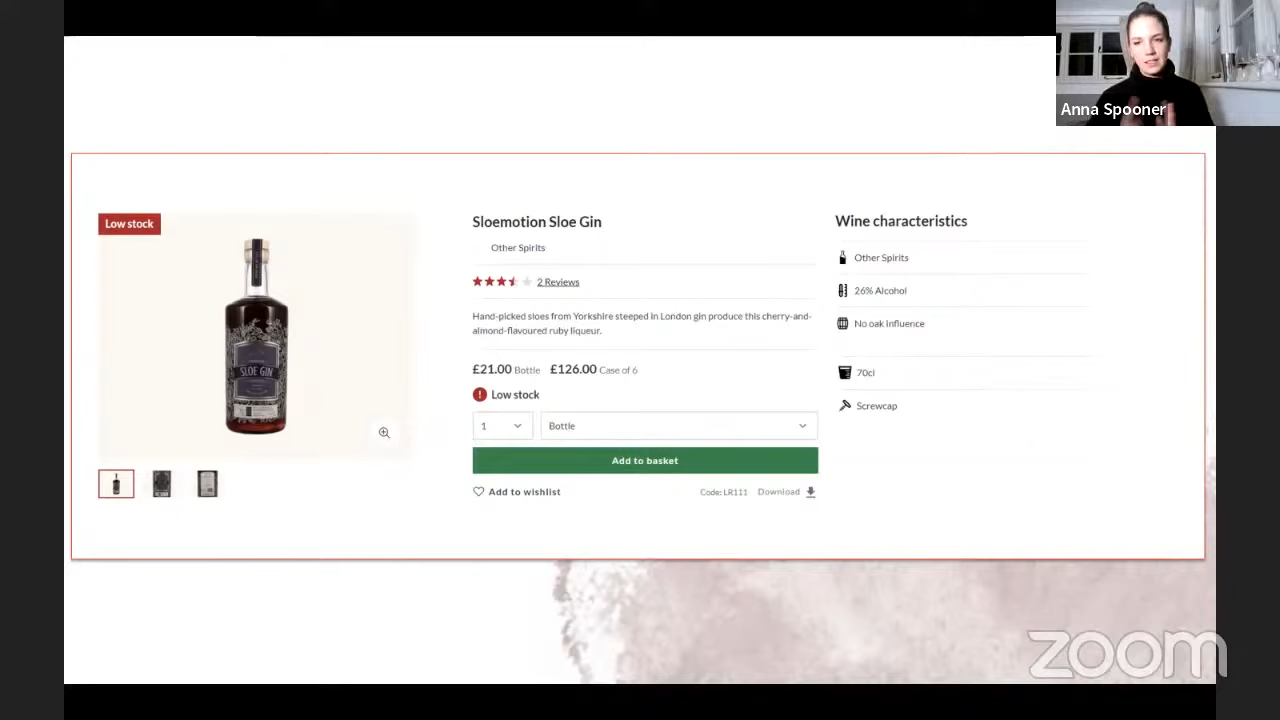 Anna Spooner
Low stock
SLOE GIN
Sloemotion Sloe Gin
Other Spirits
2 Reviews
Hand-picked sloes from Yorkshire steeped in London gin produce this cherry-and-
almond-flavoured ruby liqueur.
£21.00 Bottle £126.00 Case of 6
Low stock
1 Bottle
Add to basket
Add to wishlist Code: LR111 Download
Wine characteristics
Other Spirits
26% Alcohol
No oak Influence
70cl
Screwcap
zoom